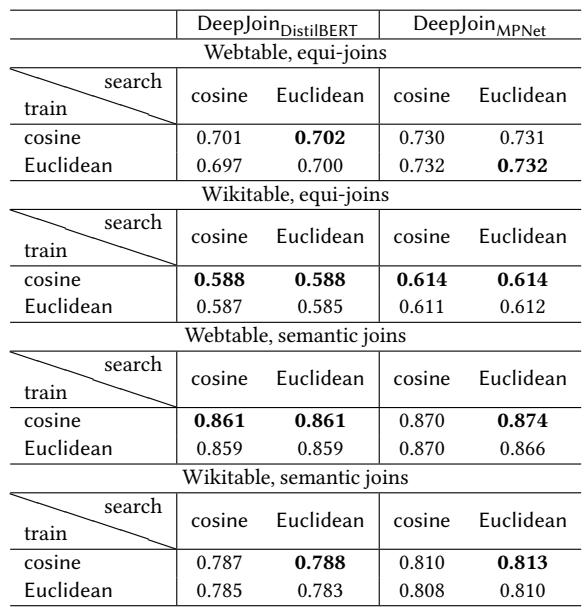 DeepJoinDistilBERT DeepJoinMPNet
Webtable, equi-joins
search
train
cosine Euclidean cosine Euclidean
cosine 0.701 0.702 0.730 0.731
Euclidean 0.697 0.700 0.732 0.732
Wikitable, equi-joins
search
train
cosine Euclidean cosine Euclidean
cosine 0.588 0.588 0.614 0.614
Euclidean 0.587 0.585 0.611 0.612
Webtable, semantic joins
search
train
cosine Euclidean cosine Euclidean
cosine 0.861 0.861 0.870 0.874
Euclidean 0.859 0.859 0.870 0.866
Wikitable, semantic joins
search
train
cosine Euclidean cosine Euclidean
cosine 0.787 0.788 0.810 0.813
Euclidean 0.785 0.783 0.808 0.810